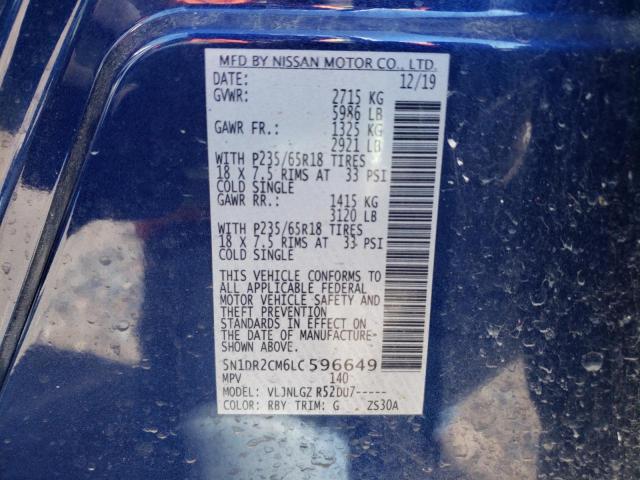 MFD BY NISSAN MOTOR CO., LTD.
DATE: 12/19
GVWR: 2715 KG
5986 LB
GAWR FR.: 1325 KG
2921 LB
WITH P235/65R18 TIRES
18 X 7.5 RIMS AT 33 PSI
COLD SINGLE
GAWR RR.: 1415 KG
3120 LB
WITH P235/65R18 TIRES
18 X 7.5 RIMS AT 33 PSI
COLD SINGLE
THIS VEHICLE CONFORMS TO
ALL APPLICABLE FEDERAL
MOTOR VEHICLE SAFETY AND
THEFT PREVENTION
STANDARDS IN EFFECT ON
THE DATE OF MANUFACTURE-
SHOWN ABOVE.
5N1DR2CM6LC596649
MPV 140
MODEL: VLJNLGZ R52DU7-----
COLOR: RBY TRIM: G ZS30A